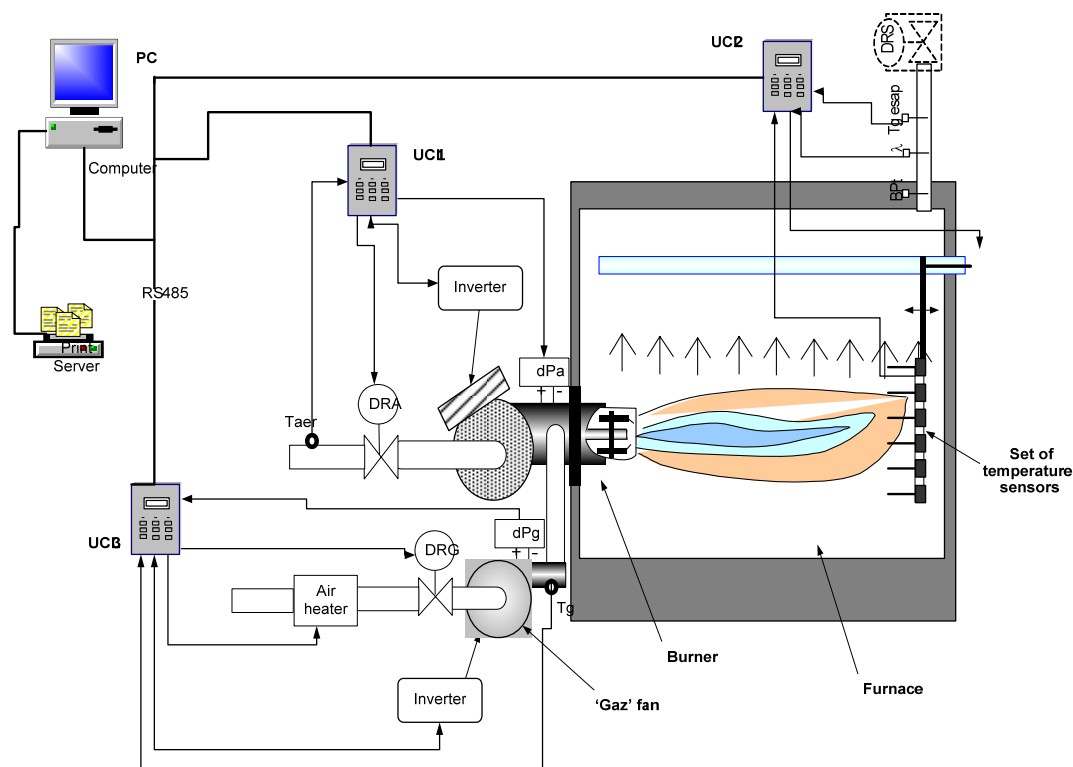 PC
Computer
RS485
Print
Server
UC1
UC2
DRS
Tg esap
λ
BPt
Inverter
dPa
+ -
DRA
Taer
Set of
temperature
sensors
UC3
dPg
+ -
DRG
Air
heater
Tg
Burner
Furnace
Inverter
‘Gaz’ fan